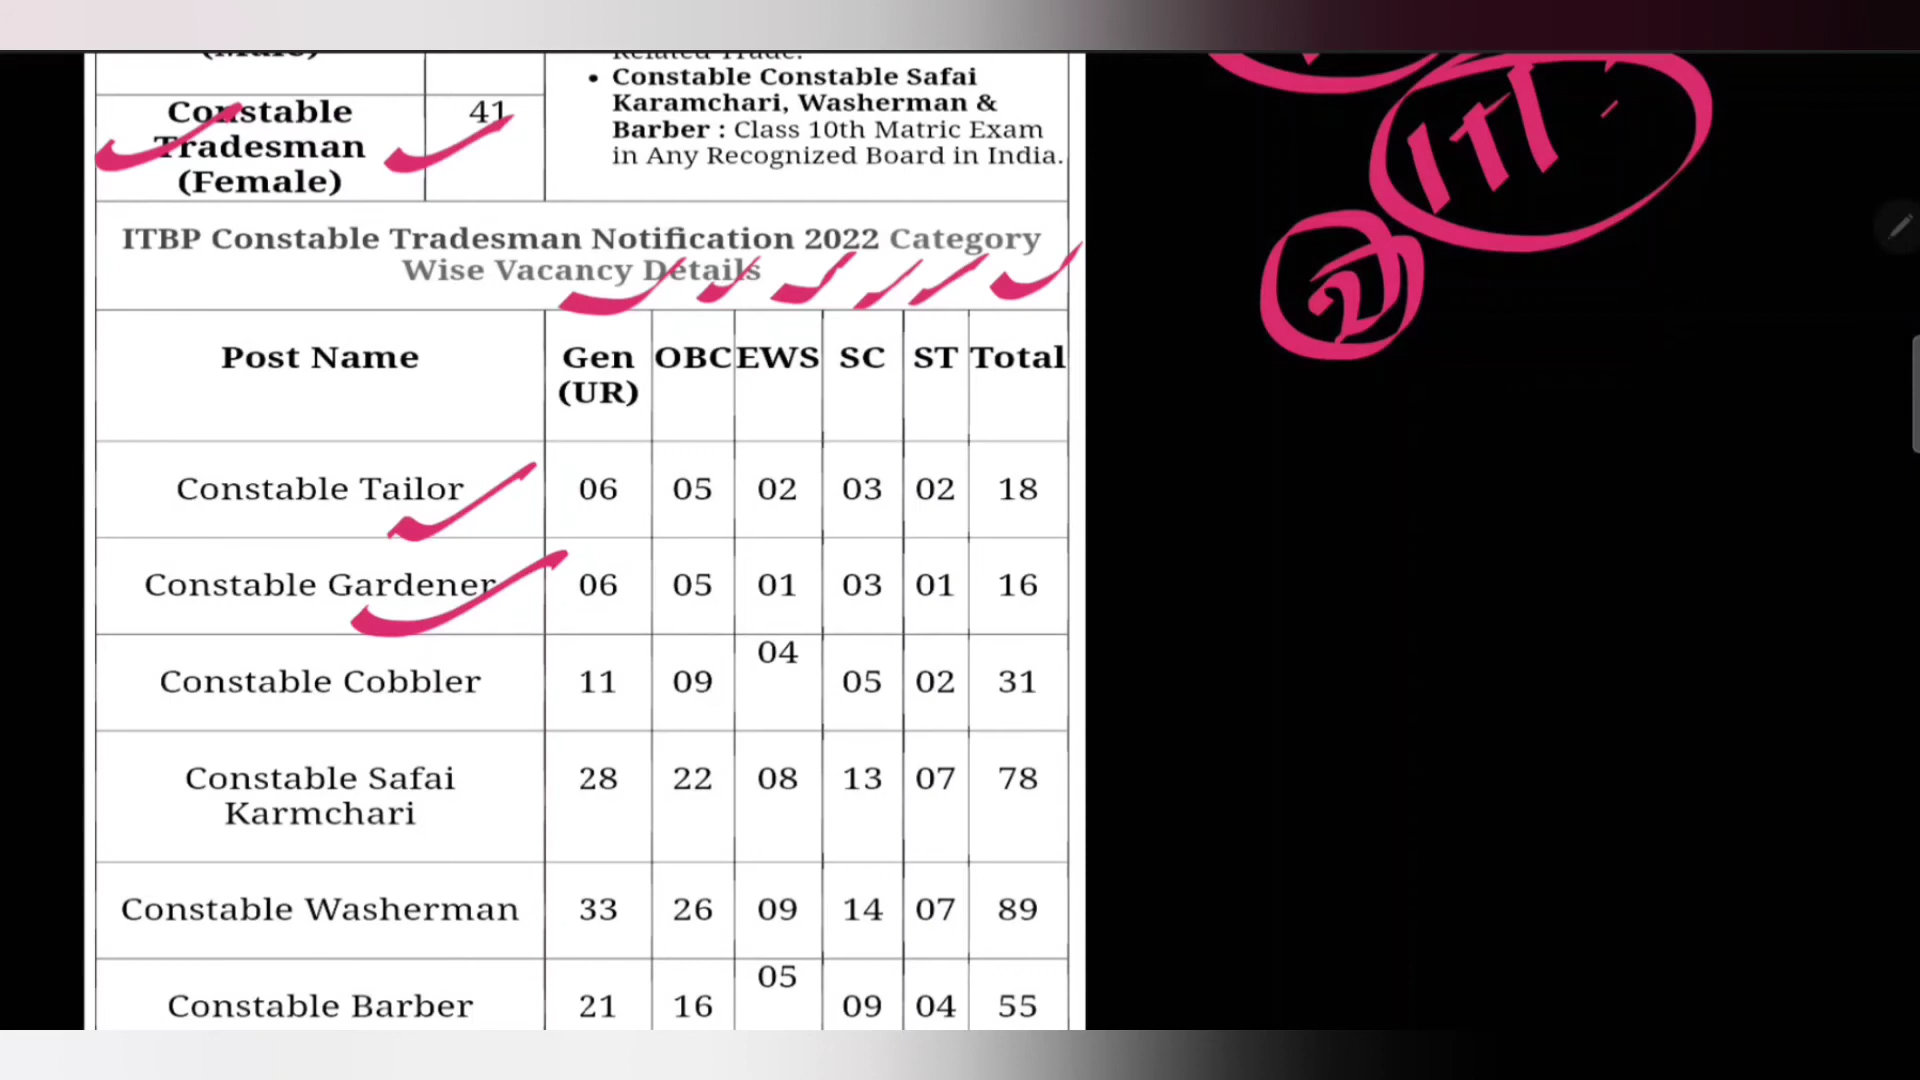 (Male)
Related Trade.
• Constable Constable Safai
Karamchari, Washerman &
Barber : Class 10th Matric Exam
in Any Recognized Board in India.
Constable
Tradesman
(Female)
41
ITI
2
ITBP Constable Tradesman Notification 2022 Category
Wise Vacancy Details
Post Name Gen (UR) OBC EWS SC ST Total
Constable Tailor 06 05 02 03 02 18
Constable Gardener 06 05 01 03 01 16
Constable Cobbler 11 09 04 05 02 31
Constable Safai Karmchari 28 22 08 13 07 78
Constable Washerman 33 26 09 14 07 89
Constable Barber 21 16 05 09 04 55